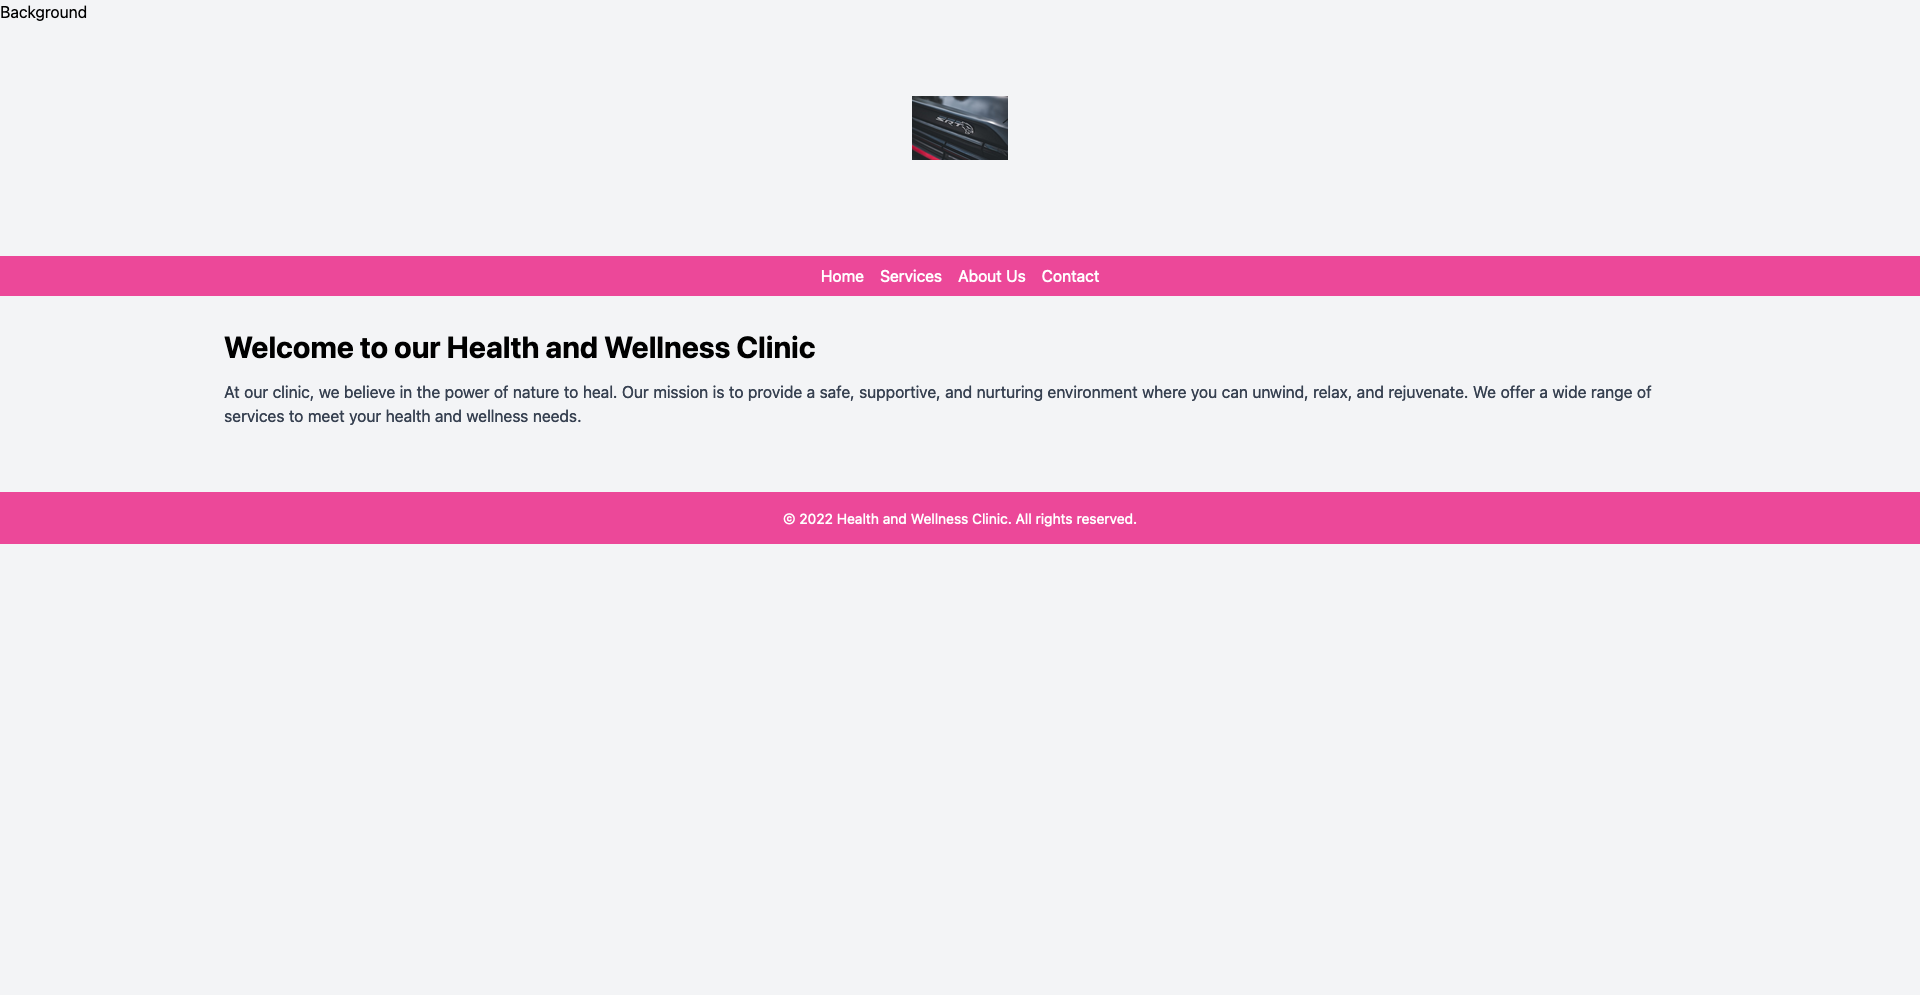 Background
SRT
Home Services About Us Contact
Welcome to our Health and Wellness Clinic
At our clinic, we believe in the power of nature to heal. Our mission is to provide a safe, supportive, and nurturing environment where you can unwind, relax, and rejuvenate. We offer a wide range of
services to meet your health and wellness needs.
© 2022 Health and Wellness Clinic. All rights reserved.